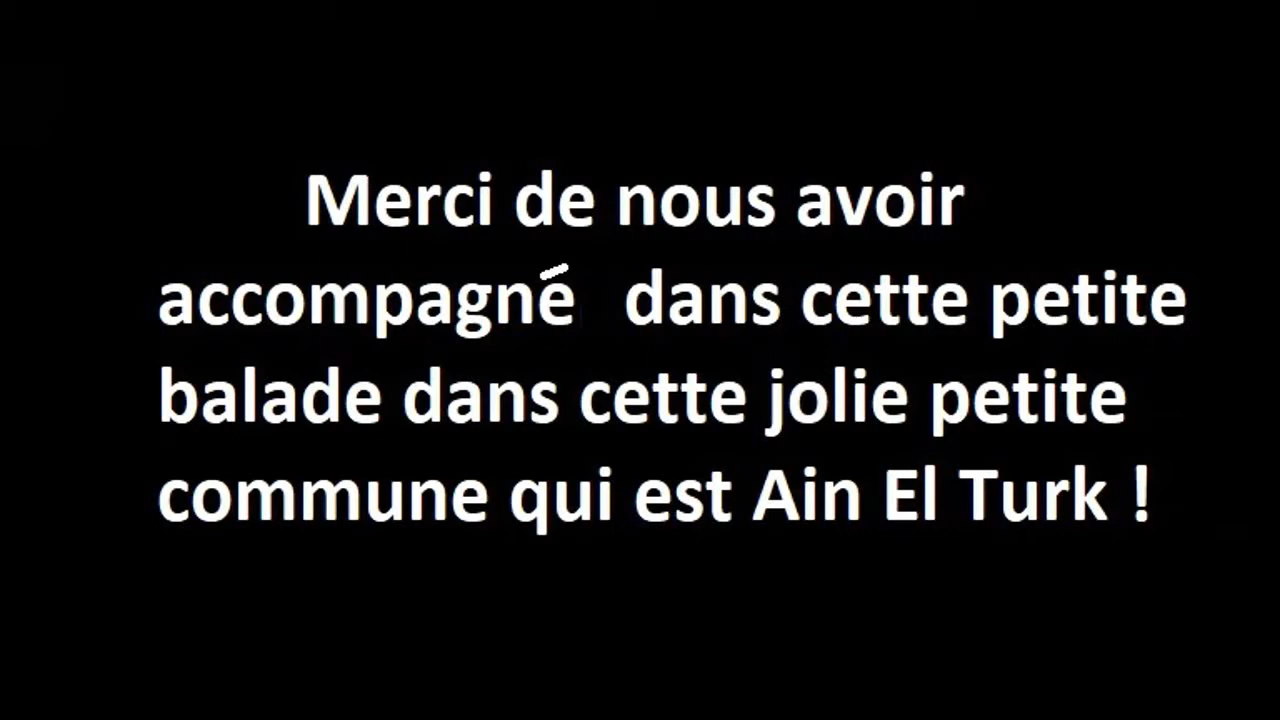 Merci de nous avoir
accompagné dans cette petite
balade dans cette jolie petite
commune qui est Ain El Turk !